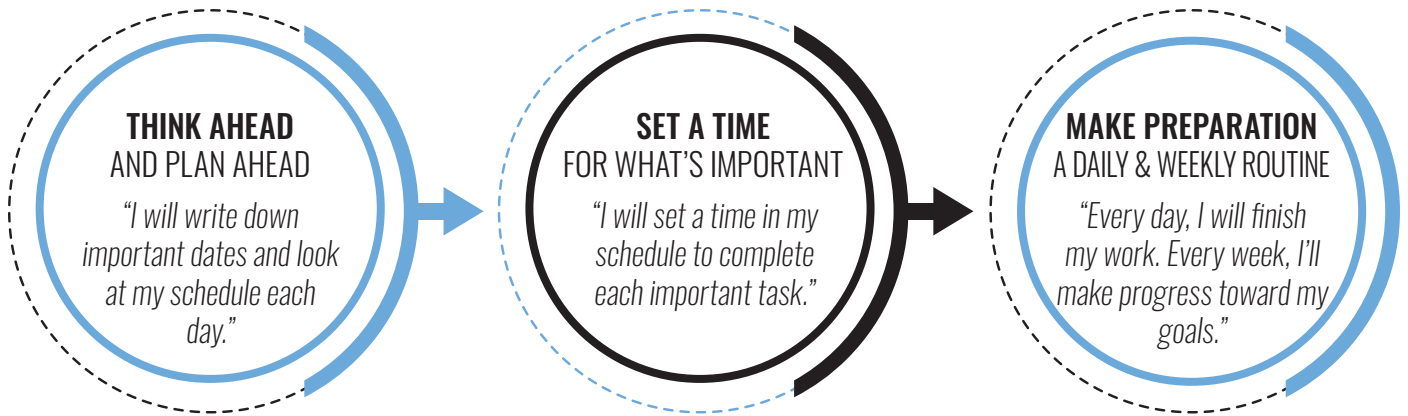 THINK AHEAD
AND PLAN AHEAD
“I will write down
important dates and look
at my schedule each
day.”
SET A TIME
FOR WHAT’S IMPORTANT
“I will set a time in my
schedule to complete
each important task.”
MAKE PREPARATION
A DAILY & WEEKLY ROUTINE
“Every day, I will finish
my work. Every week, I’ll
make progress toward my
goals.”